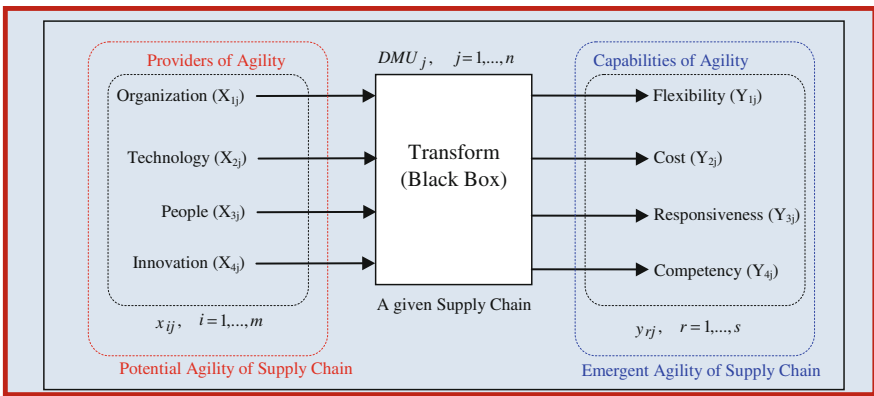 Providers of Agility
Organization (X1j)
Technology (X2j)
People (X3j)
Innovation (X4j)
xij, i=1,...,m
Potential Agility of Supply Chain
DMUj, j=1,...,n
Transform
(Black Box)
A given Supply Chain
Capabilities of Agility
Flexibility (Y1j)
Cost (Y2j)
Responsiveness (Y3j)
Competency (Y4j)
yrj, r=1,...,s
Emergent Agility of Supply Chain